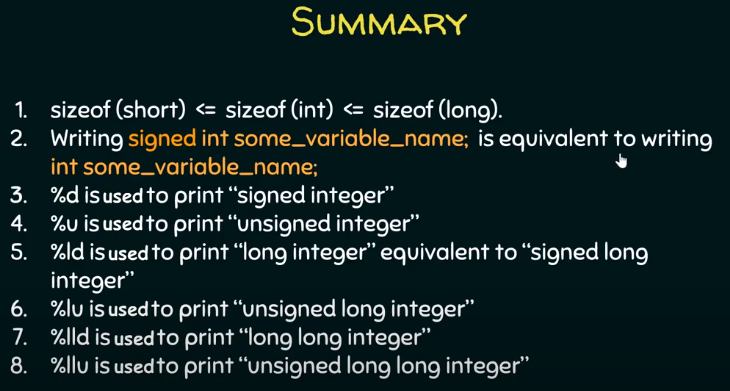 SUMMARY
1. sizeof(short) <= sizeof(int) <= sizeof(long).
2. Writing signed int some_variable_name; is equivalent to writing
int some_variable_name;
3. %d is used to print “signed integer”
4. %u is used to print “unsigned integer”
5. %ld is used to print “long integer” equivalent to “signed long
integer”
6. %lu is used to print “unsigned long integer”
7. %lld is used to print “long long integer”
8. %llu is used to print “unsigned long long integer”